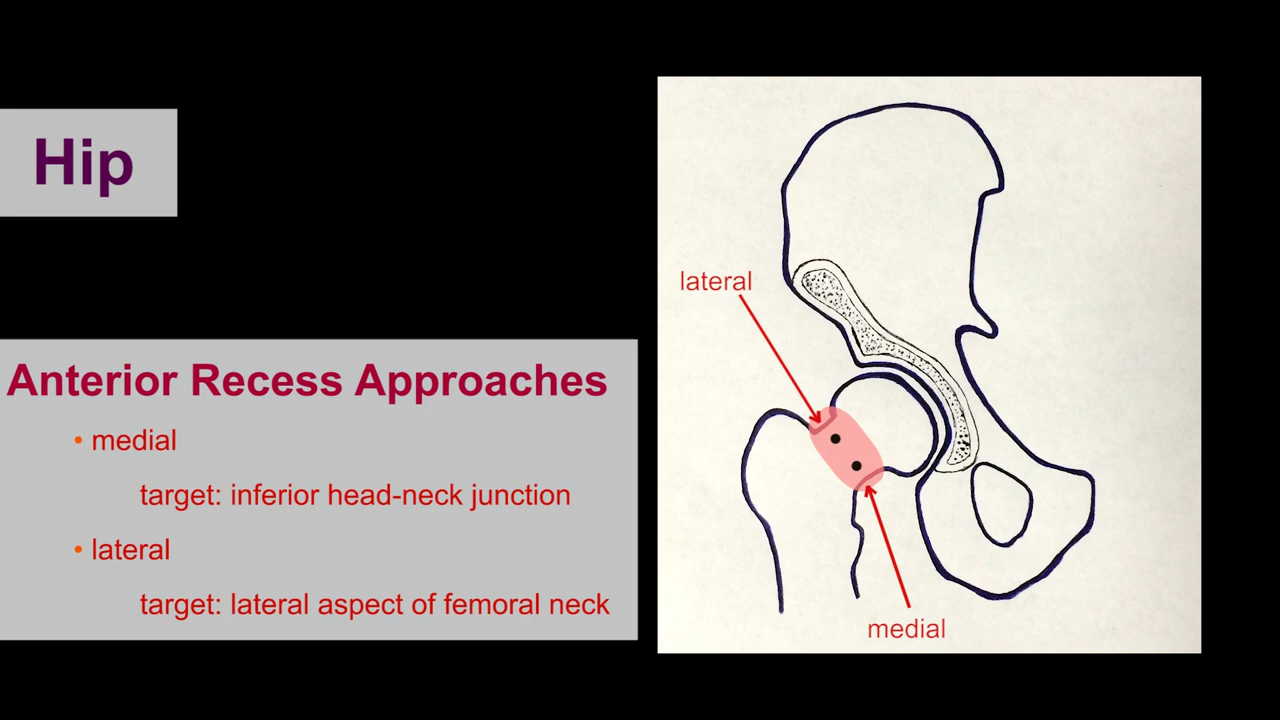 Hip
Anterior Recess Approaches
• medial
target: inferior head-neck junction
• lateral
target: lateral aspect of femoral neck
lateral
medial